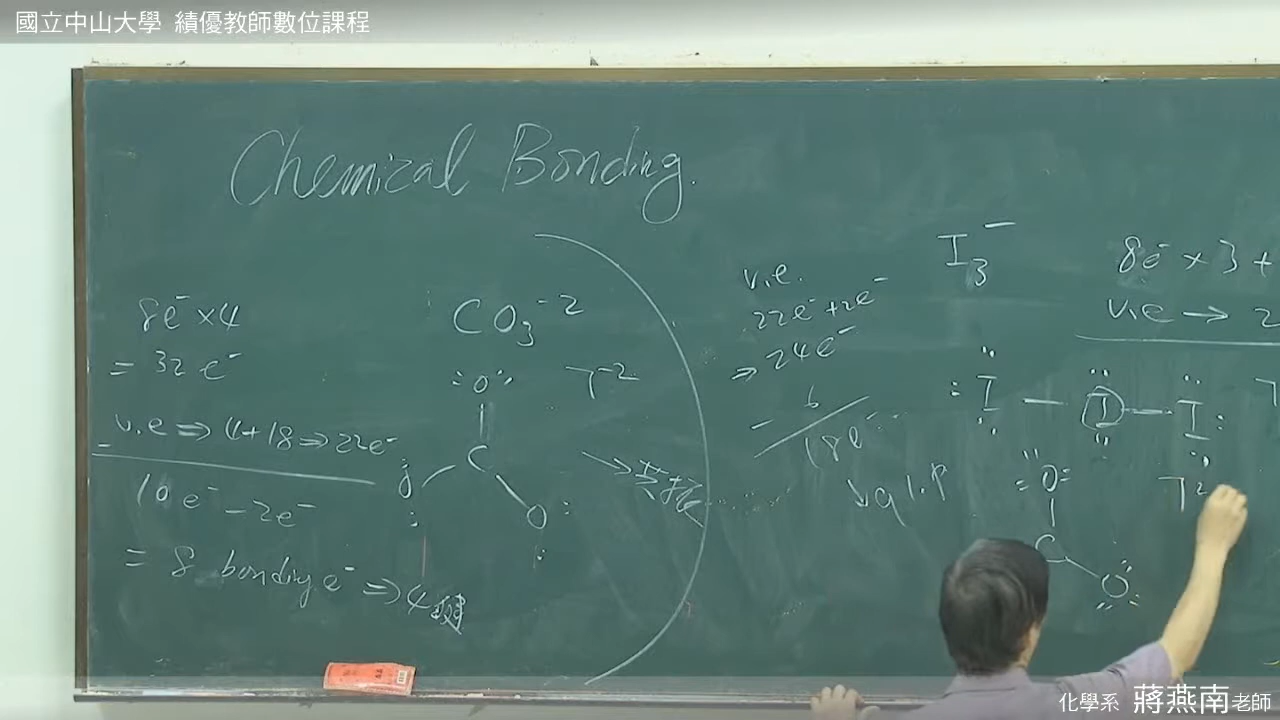 國立中山大學 績優教師數位課程
Chemical Bonding.
8e⁻ × 4
= 32 e⁻
v.e ⇒ 4+18 ⇒ 22e⁻
10 e⁻ - 2e⁻
= 8 bonding e⁻ ⇒ 4 鍵
CO₃⁻²
:O:
C
O
O:
⌝⁻²
v.e.
22e⁻+2e⁻
⇒ 24e⁻
- 6
18e⁻
↘ 9 l.p
I₃⁻
8e⁻ × 3 +
v.e → 2
:I — I — I:
:O:
C
O
化學系 蔣燕南老師